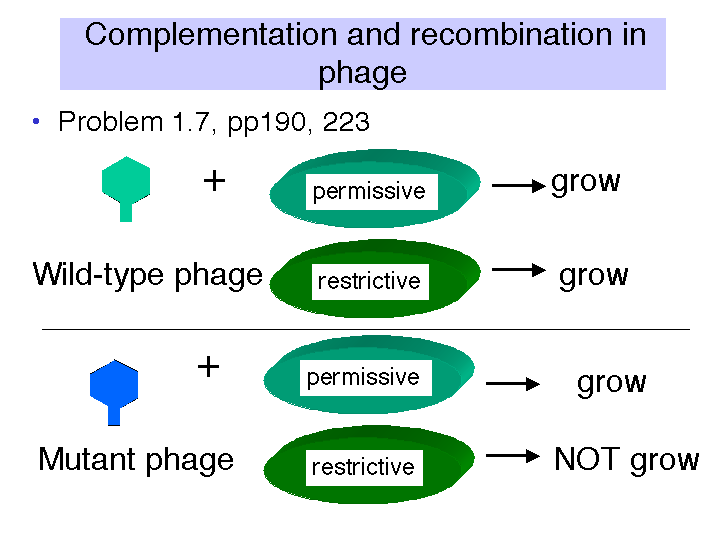 Complementation and recombination in
phage
• Problem 1.7, pp190, 223
+ permissive grow
Wild-type phage restrictive grow
+ permissive grow
Mutant phage restrictive NOT grow